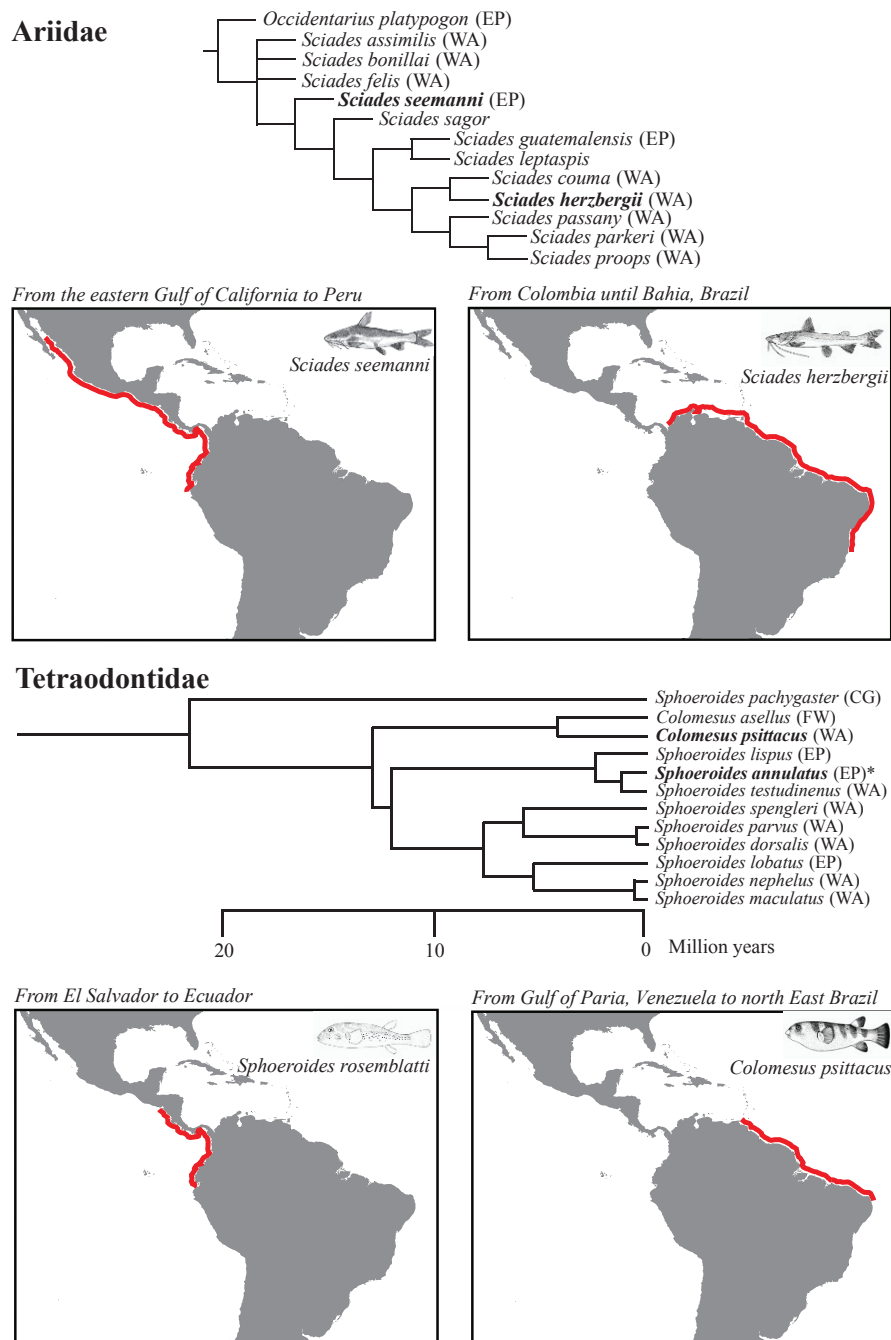 Ariidae
Occidentarius platypogon (EP)
Sciades assimilis (WA)
Sciades bonillai (WA)
Sciades felis (WA)
Sciades seemanni (EP)
Sciades sagor
Sciades guatemalensis (EP)
Sciades leptaspis
Sciades couma (WA)
Sciades herzbergii (WA)
Sciades passany (WA)
Sciades parkeri (WA)
Sciades proops (WA)
From the eastern Gulf of California to Peru
Sciades seemanni
From Colombia until Bahia, Brazil
Sciades herzbergii
Tetraodontidae
Sphoeroides pachygaster (CG)
Colomesus asellus (FW)
Colomesus psittacus (WA)
Sphoeroides lispus (EP)
Sphoeroides annulatus (EP)*
Sphoeroides testudinenus (WA)
Sphoeroides spengleri (WA)
Sphoeroides parvus (WA)
Sphoeroides dorsalis (WA)
Sphoeroides lobatus (EP)
Sphoeroides nephelus (WA)
Sphoeroides maculatus (WA)
20 10 0 Million years
From El Salvador to Ecuador
Sphoeroides rosemblatti
From Gulf of Paria, Venezuela to north East Brazil
Colomesus psittacus